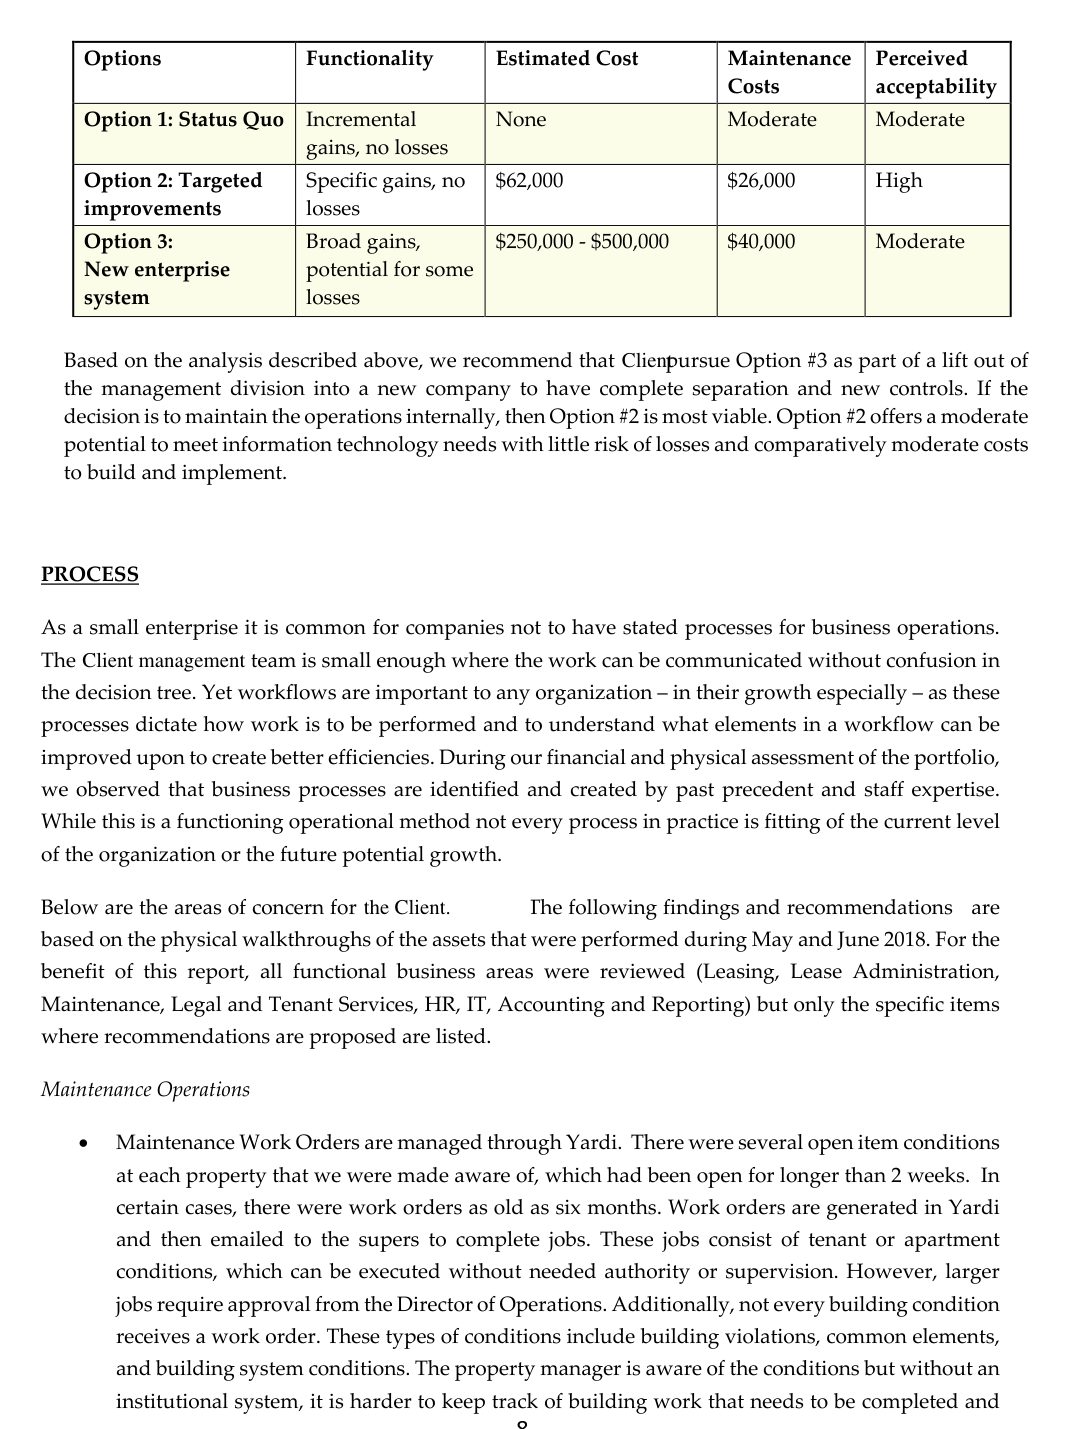 Options Functionality Estimated Cost Maintenance Perceived
Costs acceptability
Option 1: Status Quo Incremental None Moderate Moderate
gains, no losses
Option 2: Targeted Specific gains, no $62,000 $26,000 High
improvements losses
Option 3: Broad gains, $250,000 - $500,000 $40,000 Moderate
New enterprise potential for some
system losses
Based on the analysis described above, we recommend that Client pursue Option #3 as part of a lift out of
the management division into a new company to have complete separation and new controls. If the
decision is to maintain the operations internally, then Option #2 is most viable. Option #2 offers a moderate
potential to meet information technology needs with little risk of losses and comparatively moderate costs
to build and implement.
PROCESS
As a small enterprise it is common for companies not to have stated processes for business operations.
The Client management team is small enough where the work can be communicated without confusion in
the decision tree. Yet workflows are important to any organization – in their growth especially – as these
processes dictate how work is to be performed and to understand what elements in a workflow can be
improved upon to create better efficiencies. During our financial and physical assessment of the portfolio,
we observed that business processes are identified and created by past precedent and staff expertise.
While this is a functioning operational method not every process in practice is fitting of the current level
of the organization or the future potential growth.
Below are the areas of concern for the Client. The following findings and recommendations are
based on the physical walkthroughs of the assets that were performed during May and June 2018. For the
benefit of this report, all functional business areas were reviewed (Leasing, Lease Administration,
Maintenance, Legal and Tenant Services, HR, IT, Accounting and Reporting) but only the specific items
where recommendations are proposed are listed.
Maintenance Operations
• Maintenance Work Orders are managed through Yardi. There were several open item conditions
at each property that we were made aware of, which had been open for longer than 2 weeks. In
certain cases, there were work orders as old as six months. Work orders are generated in Yardi
and then emailed to the supers to complete jobs. These jobs consist of tenant or apartment
conditions, which can be executed without needed authority or supervision. However, larger
jobs require approval from the Director of Operations. Additionally, not every building condition
receives a work order. These types of conditions include building violations, common elements,
and building system conditions. The property manager is aware of the conditions but without an
institutional system, it is harder to keep track of building work that needs to be completed and